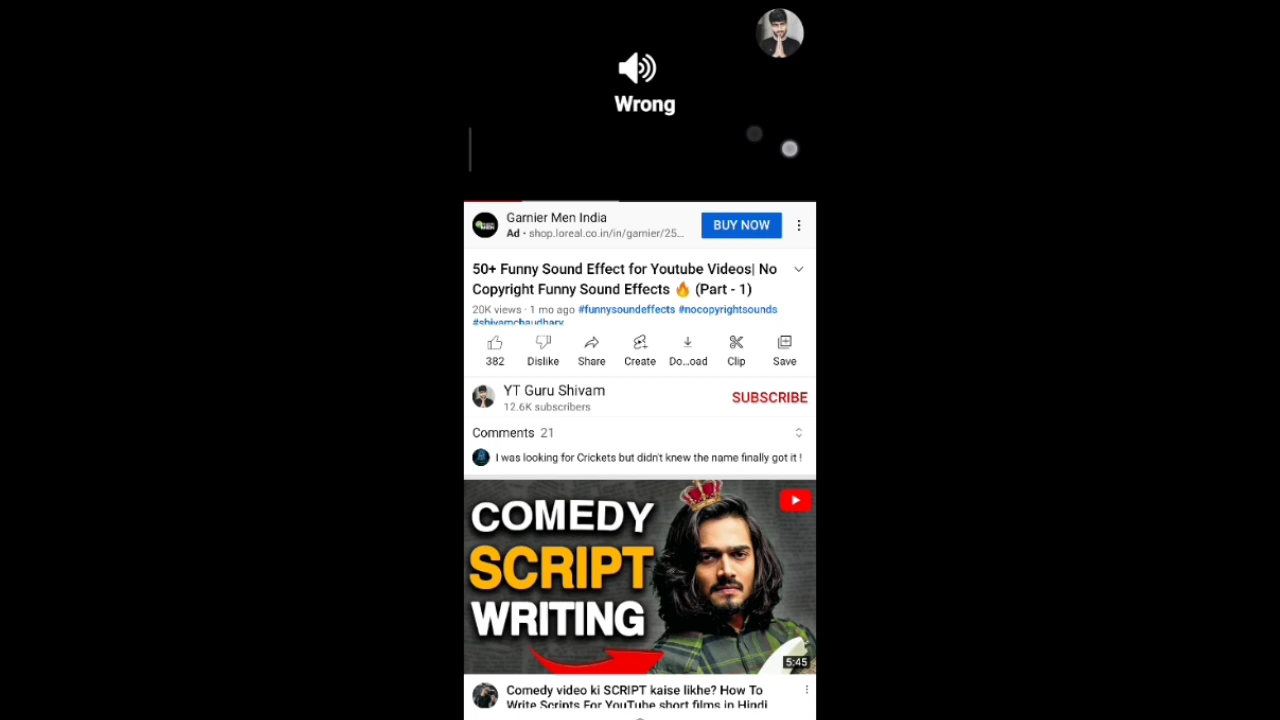 Wrong
Garnier Men India
Ad · shop.loreal.co.in/in/garnier/25...
BUY NOW
50+ Funny Sound Effect for Youtube Videos| No
Copyright Funny Sound Effects 🔥 (Part - 1)
20K views · 1 mo ago #funnysoundeffects #nocopyrightsounds
#shivamchaudhary
382
Dislike
Share
Create
Do...oad
Clip
Save
YT Guru Shivam
12.6K subscribers
SUBSCRIBE
Comments 21
I was looking for Crickets but didn't knew the name finally got it !
COMEDY
SCRIPT
WRITING
5:45
Comedy video ki SCRIPT kaise likhe? How To
Write Scripts For YouTube short films in Hindi